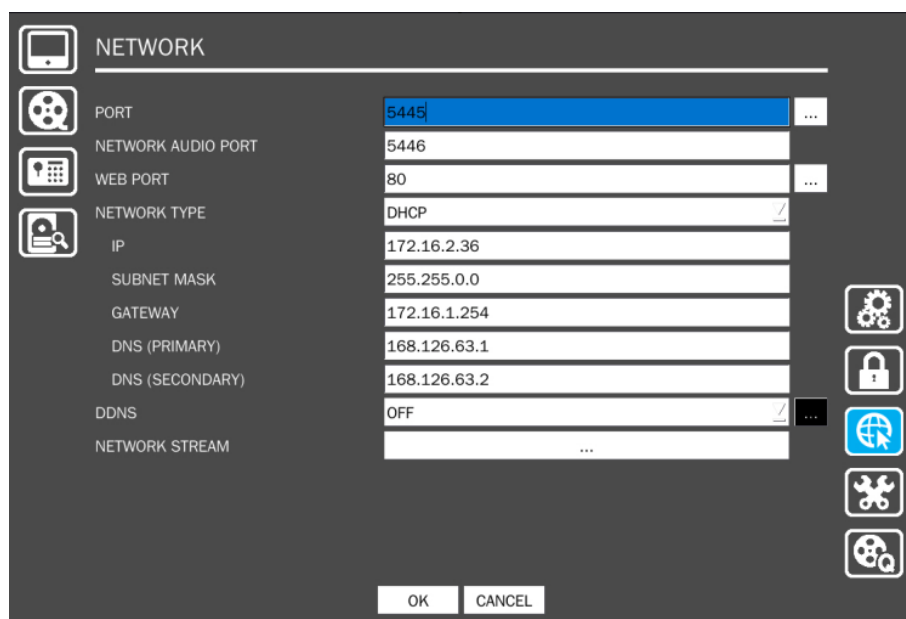 NETWORK
PORT 5445 ...
NETWORK AUDIO PORT 5446
WEB PORT 80 ...
NETWORK TYPE DHCP
IP 172.16.2.36
SUBNET MASK 255.255.0.0
GATEWAY 172.16.1.254
DNS (PRIMARY) 168.126.63.1
DNS (SECONDARY) 168.126.63.2
DDNS OFF ...
NETWORK STREAM ...
Q
OK CANCEL